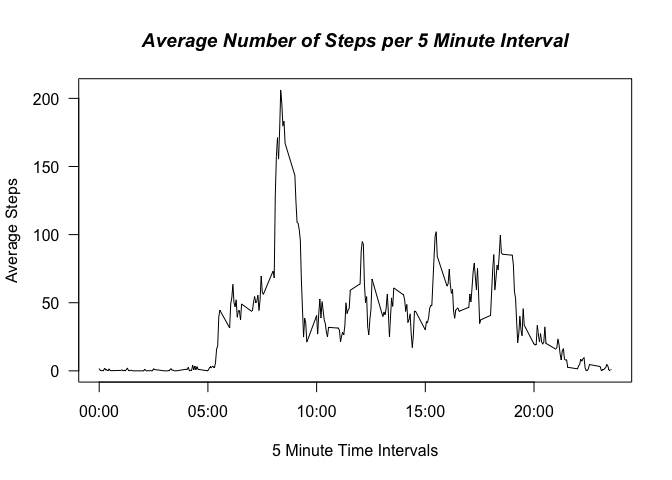 Average Number of Steps per 5 Minute Interval
200
150
100
50
0
Average Steps
00:00 05:00 10:00 15:00 20:00
5 Minute Time Intervals